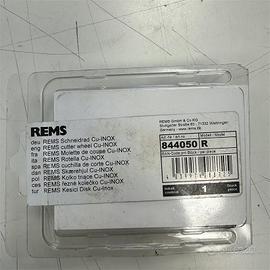 REMS
deu REMS Schneidrad Cu-INOX
eng REMS cutter wheel Cu-INOX
fra REMS Molette de coupe Cu-INOX
ita REMS Rotella Cu-INOX
spa REMS cuchilla de corte Cu-INOX
dan REMS Skærehjul Cu-INOX
pol REMS Kolko tnące Cu-INOX
ces REMS řezné kolečko Cu-INOX
tur REMS Kesici Disk Cu-INOX
REMS GmbH & Co KG
Stuttgarter Straße 83 · 71332 Waiblingen
Germany · www.rems.de
844050 R
1